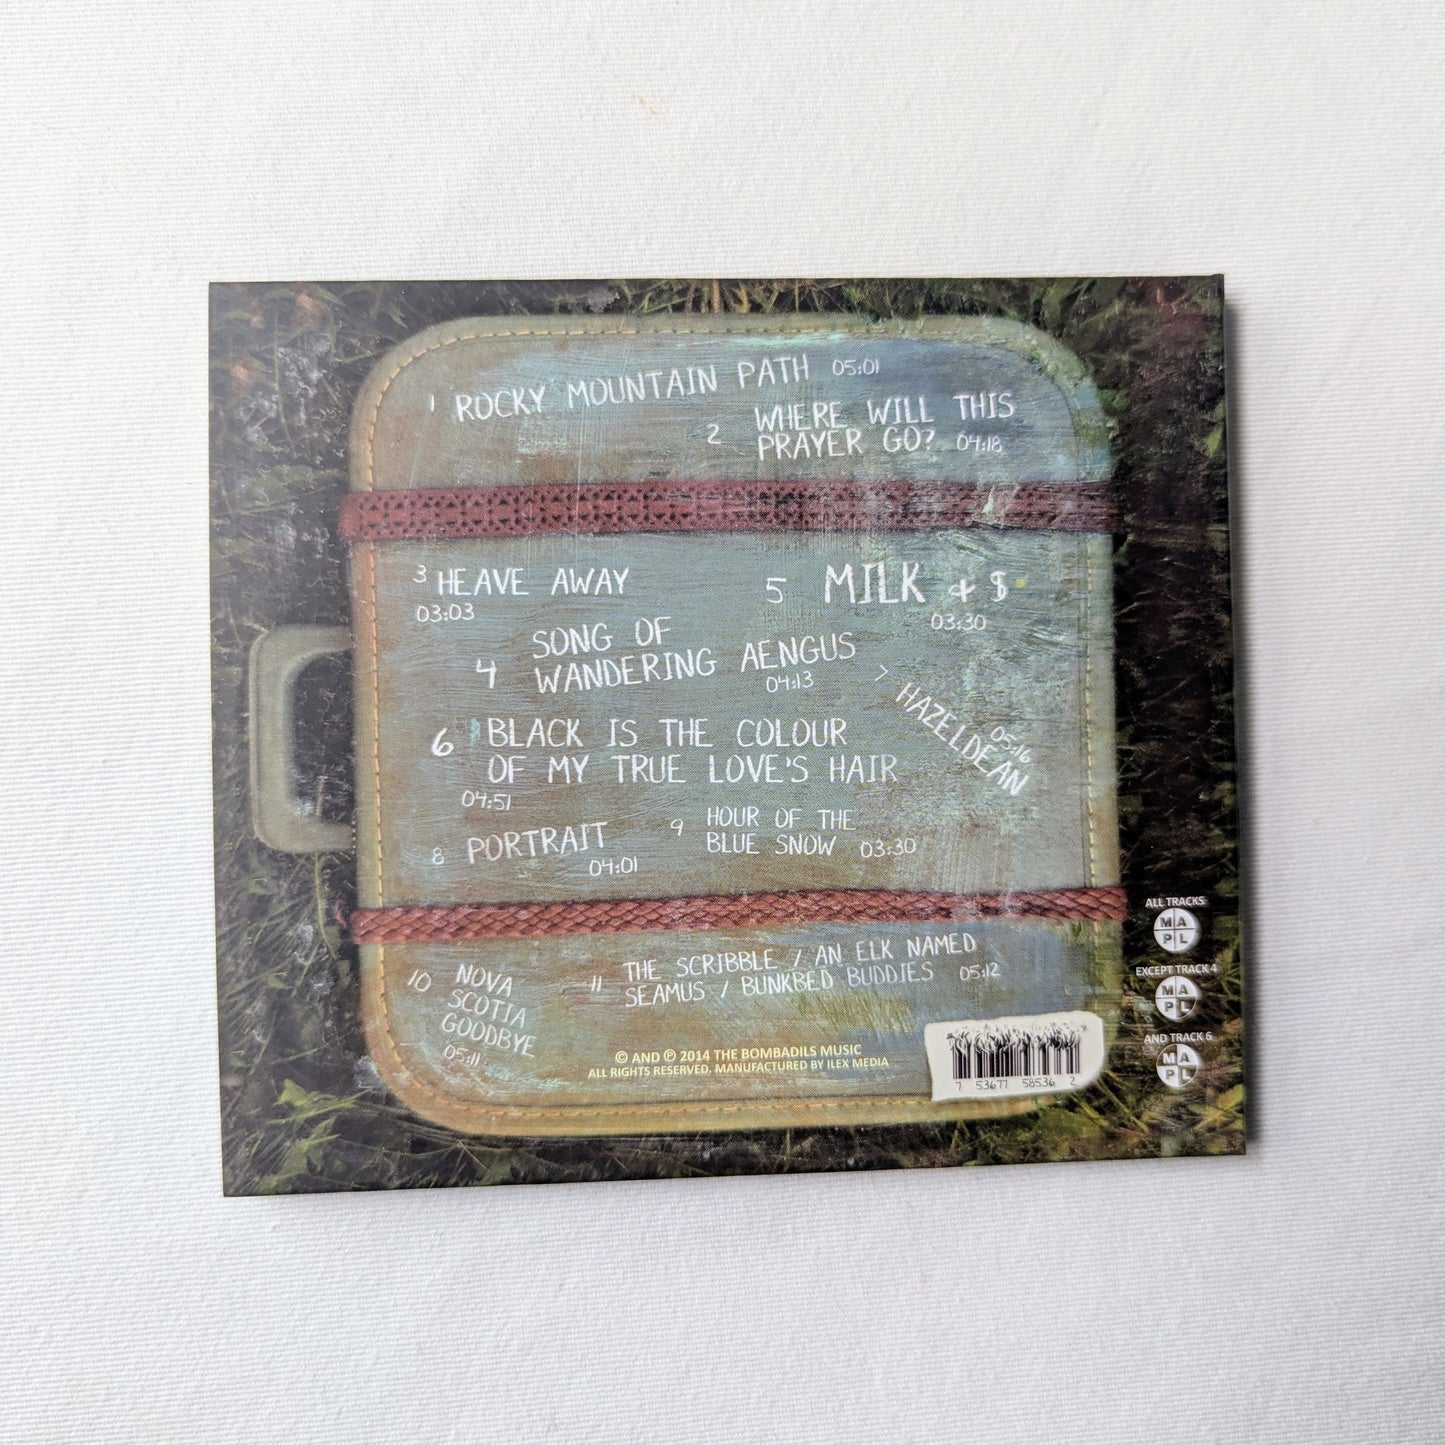 1 ROCKY MOUNTAIN PATH 05:01
2 WHERE WILL THIS
PRAYER GO? 04:18
3 HEAVE AWAY
03:03
4 SONG OF
WANDERING AENGUS
04:13
5 MILK & $
03:30
6 BLACK IS THE COLOUR
OF MY TRUE LOVE'S HAIR
04:51
7 HAZELDEAN
05:16
8 PORTRAIT
04:01
9 HOUR OF THE
BLUE SNOW 03:30
10 NOVA
SCOTIA
GOODBYE
05:11
11 THE SCRIBBLE / AN ELK NAMED
SEAMUS / BUNKBED BUDDIES 05:12
© AND ℗ 2014 THE BOMBADILS MUSIC
ALL RIGHTS RESERVED. MANUFACTURED BY ILEX MEDIA
7 53677 58536 2
ALL TRACKS
M A
P L
EXCEPT TRACK 4
M A
P L
AND TRACK 6
M A
P L